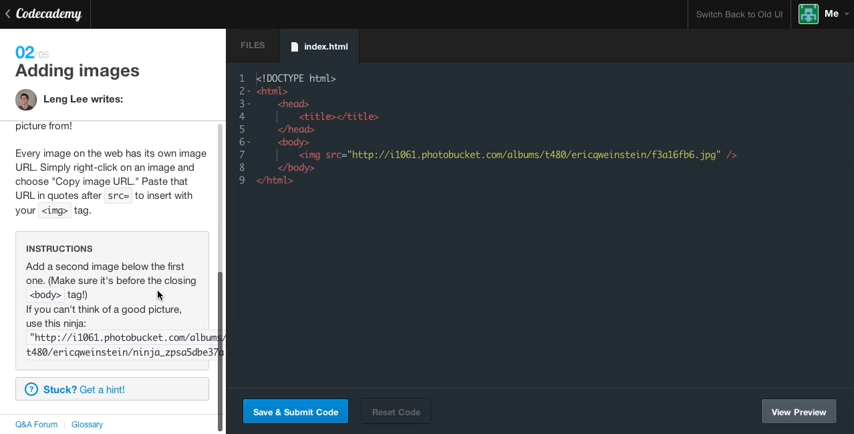 Codecademy
Switch Back to Old UI
Me
02/05
Adding images
Leng Lee writes:
picture from!
Every image on the web has its own image
URL. Simply right-click on an image and
choose "Copy image URL." Paste that
URL in quotes after src= to insert with
your <img> tag.
INSTRUCTIONS
Add a second image below the first
one. (Make sure it's before the closing
<body> tag!)
If you can't think of a good picture,
use this ninja:
"http://i1061.photobucket.com/albums/
t480/ericqweinstein/ninja_zpsa5dbe37a
? Stuck? Get a hint!
Q&A Forum
Glossary
FILES
index.html
1 <!DOCTYPE html>
2 <html>
3 <head>
4 <title></title>
5 </head>
6 <body>
7 <img src="http://i1061.photobucket.com/albums/t480/ericqweinstein/f3a16fb6.jpg" />
8 </body>
9 </html>
Save & Submit Code
Reset Code
View Preview